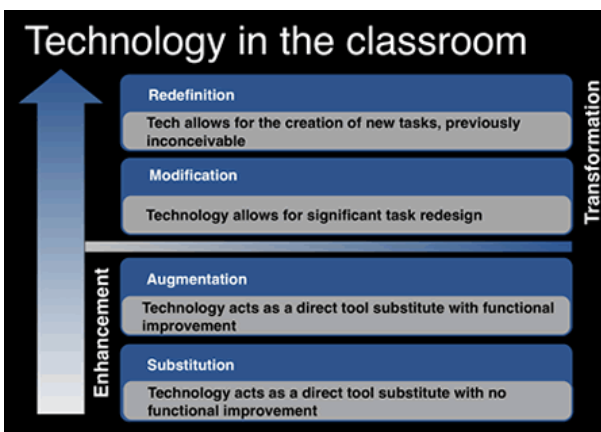 Technology in the classroom
Redefinition
Tech allows for the creation of new tasks, previously
inconceivable
Modification
Technology allows for significant task redesign
Transformation
Augmentation
Technology acts as a direct tool substitute with functional
improvement
Substitution
Technology acts as a direct tool substitute with no
functional improvement
Enhancement